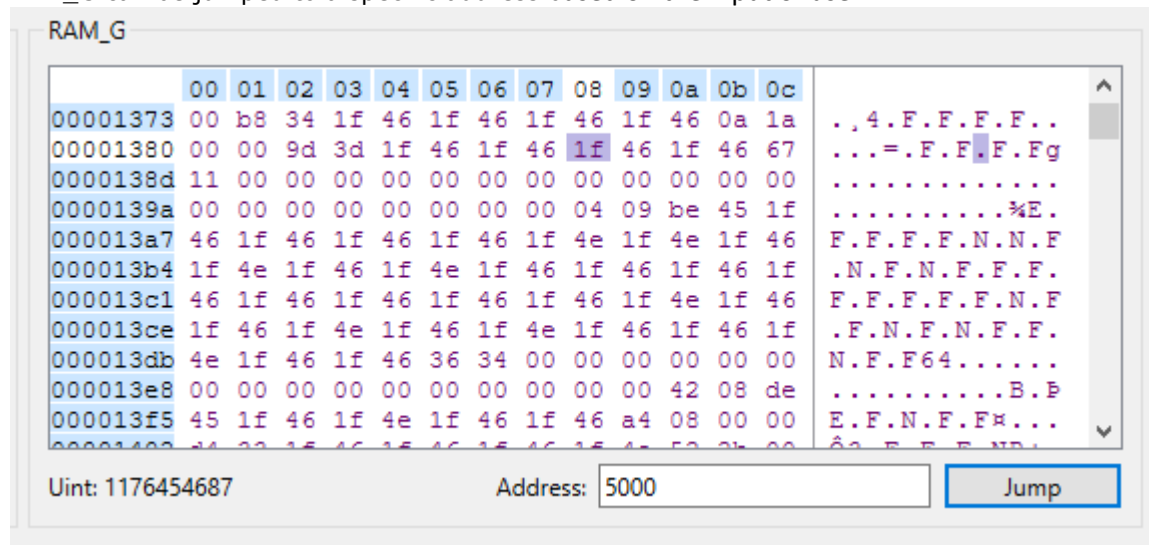 RAM_G
00 01 02 03 04 05 06 07 08 09 0a 0b 0c
00001373 00 b8 34 1f 46 1f 46 1f 46 1f 46 0a 1a .¸4.F.F.F.F..
00001380 00 00 9d 3d 1f 46 1f 46 1f 46 1f 46 67 ...=.F.F.F.Fg
0000138d 11 00 00 00 00 00 00 00 00 00 00 00 00 .............
0000139a 00 00 00 00 00 00 00 00 04 09 be 45 1f ..........¾E.
000013a7 46 1f 46 1f 46 1f 46 1f 4e 1f 4e 1f 46 F.F.F.F.N.N.F
000013b4 1f 4e 1f 46 1f 4e 1f 46 1f 46 1f 46 1f .N.F.N.F.F.F.
000013c1 46 1f 46 1f 46 1f 46 1f 46 1f 4e 1f 46 F.F.F.F.F.N.F
000013ce 1f 46 1f 4e 1f 46 1f 4e 1f 46 1f 46 1f .F.N.F.N.F.F.
000013db 4e 1f 46 1f 46 36 34 00 00 00 00 00 00 N.F.F64......
000013e8 00 00 00 00 00 00 00 00 00 00 42 08 de ..........B.Þ
000013f5 45 1f 46 1f 4e 1f 46 1f 46 a4 08 00 00 E.F.N.F.F¤...
Uint: 1176454687 Address: 5000 Jump